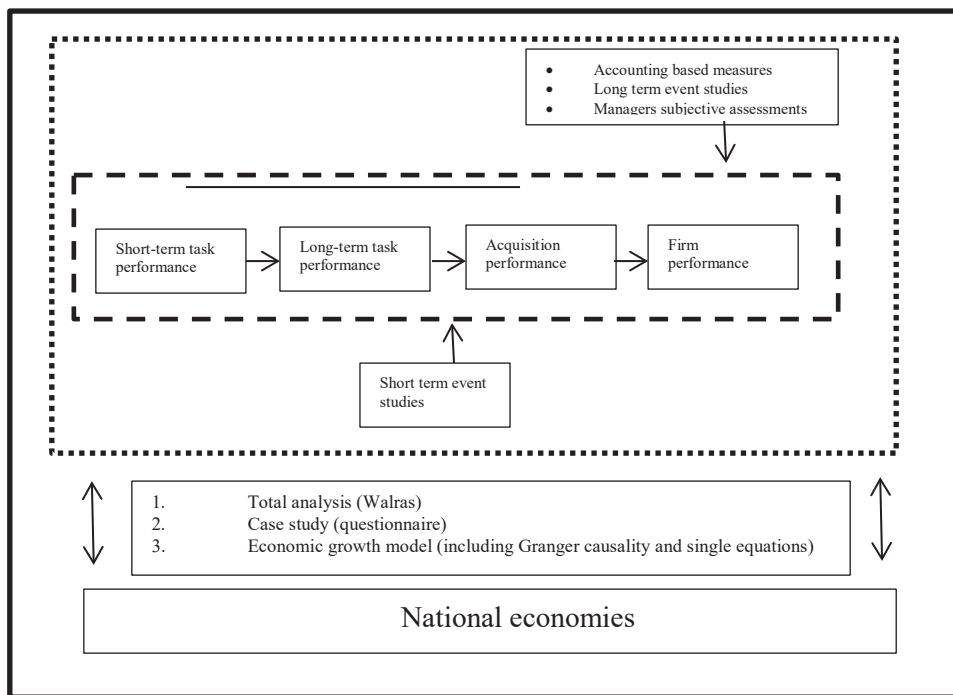 • Accounting based measures
• Long term event studies
• Managers subjective assessments
Short-term task
performance
Long-term task
performance
Acquisition
performance
Firm
performance
Short term event
studies
1. Total analysis (Walras)
2. Case study (questionnaire)
3. Economic growth model (including Granger causality and single equations)
National economies